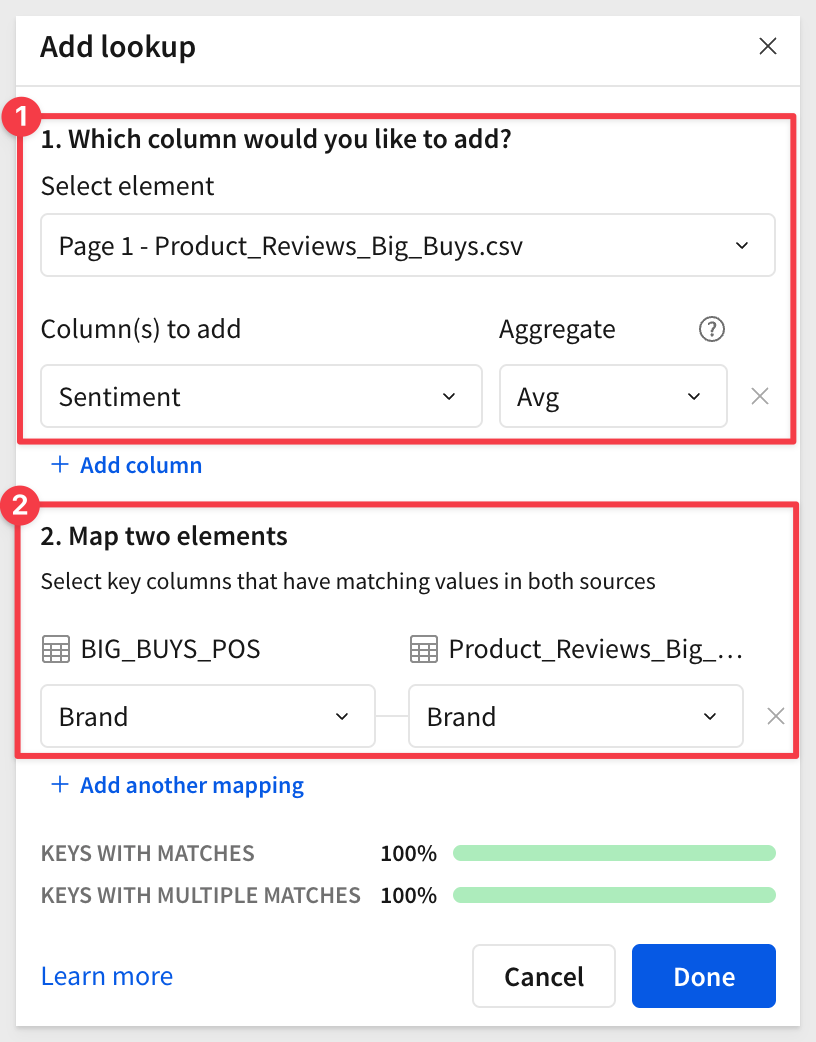 Add lookup
1
1. Which column would you like to add?
Select element
Page 1 - Product_Reviews_Big_Buys.csv
Column(s) to add
Aggregate
?
Sentiment
Avg
+ Add column
2
2. Map two elements
Select key columns that have matching values in both sources
BIG_BUYS_POS
Product_Reviews_Big_...
Brand
Brand
+ Add another mapping
KEYS WITH MATCHES 100%
KEYS WITH MULTIPLE MATCHES 100%
Learn more
Cancel
Done